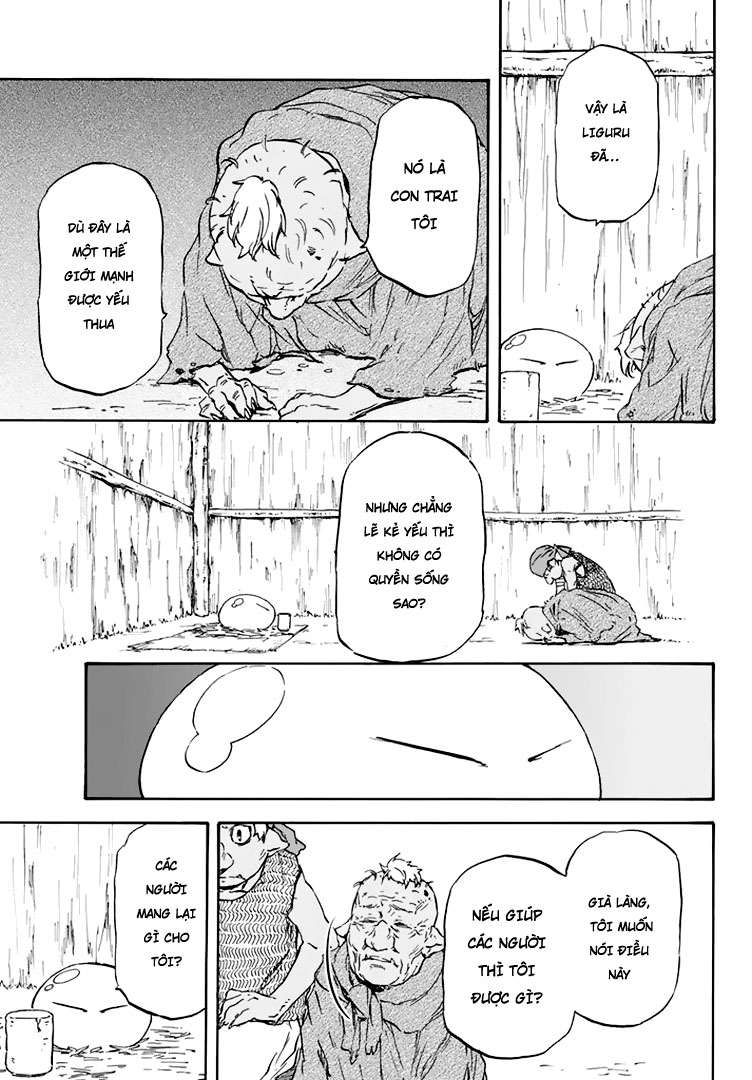 VẬY LÀ
LIGURU
ĐÃ...
NÓ LÀ
CON TRAI
TÔI
DÙ ĐÂY LÀ
MỘT THẾ
GIỚI MẠNH
ĐƯỢC YẾU
THUA
NHƯNG CHẲNG
LẼ KẺ YẾU THÌ
KHÔNG CÓ
QUYỀN SỐNG
SAO?
GIÀ LÀNG,
TÔI MUỐN
NÓI ĐIỀU
NÀY
NẾU GIÚP
CÁC NGƯỜI
THÌ TÔI
ĐƯỢC GÌ?
CÁC
NGƯỜI
MANG LẠI
GÌ CHO
TÔI?